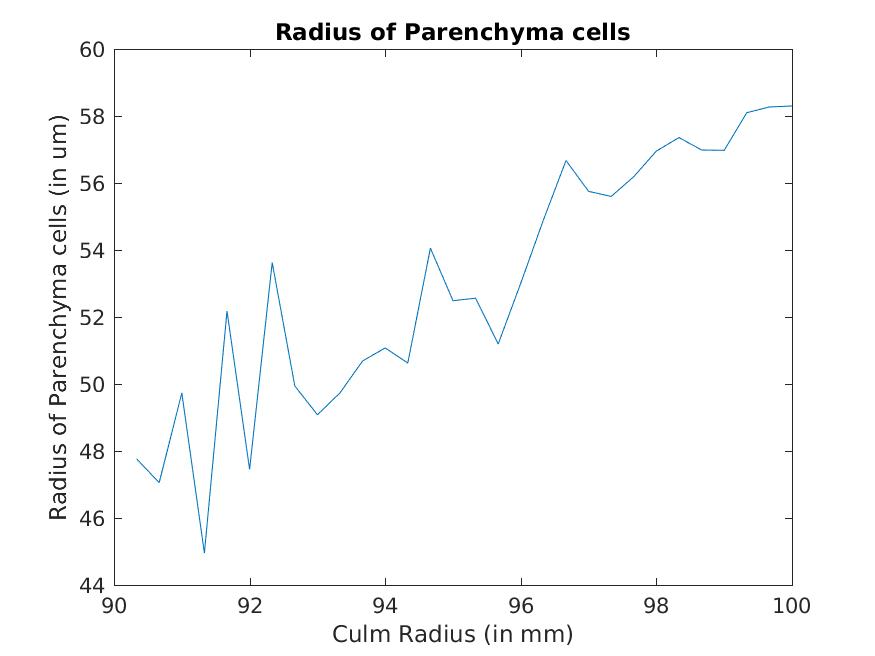 Radius of Parenchyma cells
Radius of Parenchyma cells (in um)
60
58
56
54
52
50
48
46
44
90 92 94 96 98 100
Culm Radius (in mm)